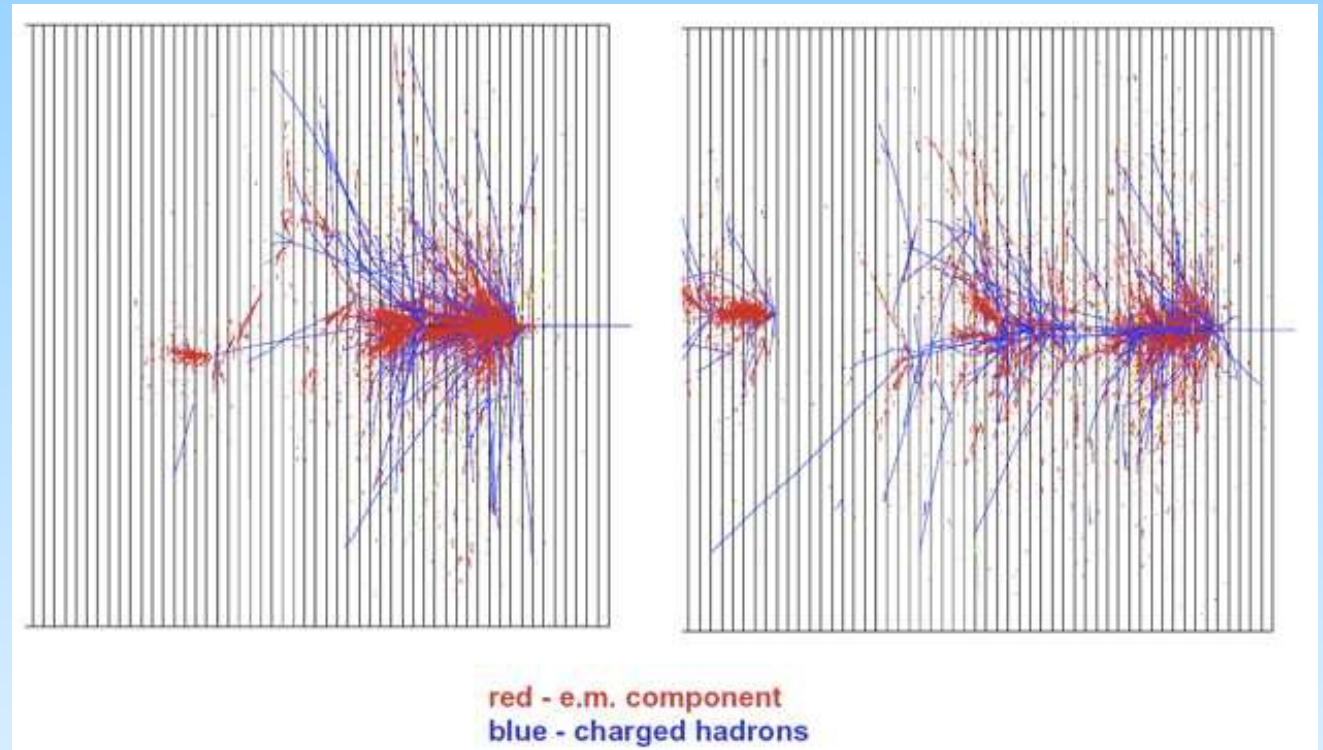 red - e.m. component
blue - charged hadrons